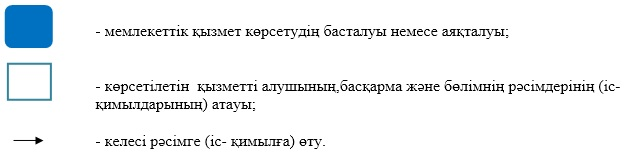 - мемлекеттік қызмет көрсетудің басталуы немесе аяқталуы;
- көрсетілетін қызметті алушының,басқарма және бөлімнің рәсімдерінің (іс-
қимылдарының) атауы;
- келесі рәсімге (іс- қимылға) өту.